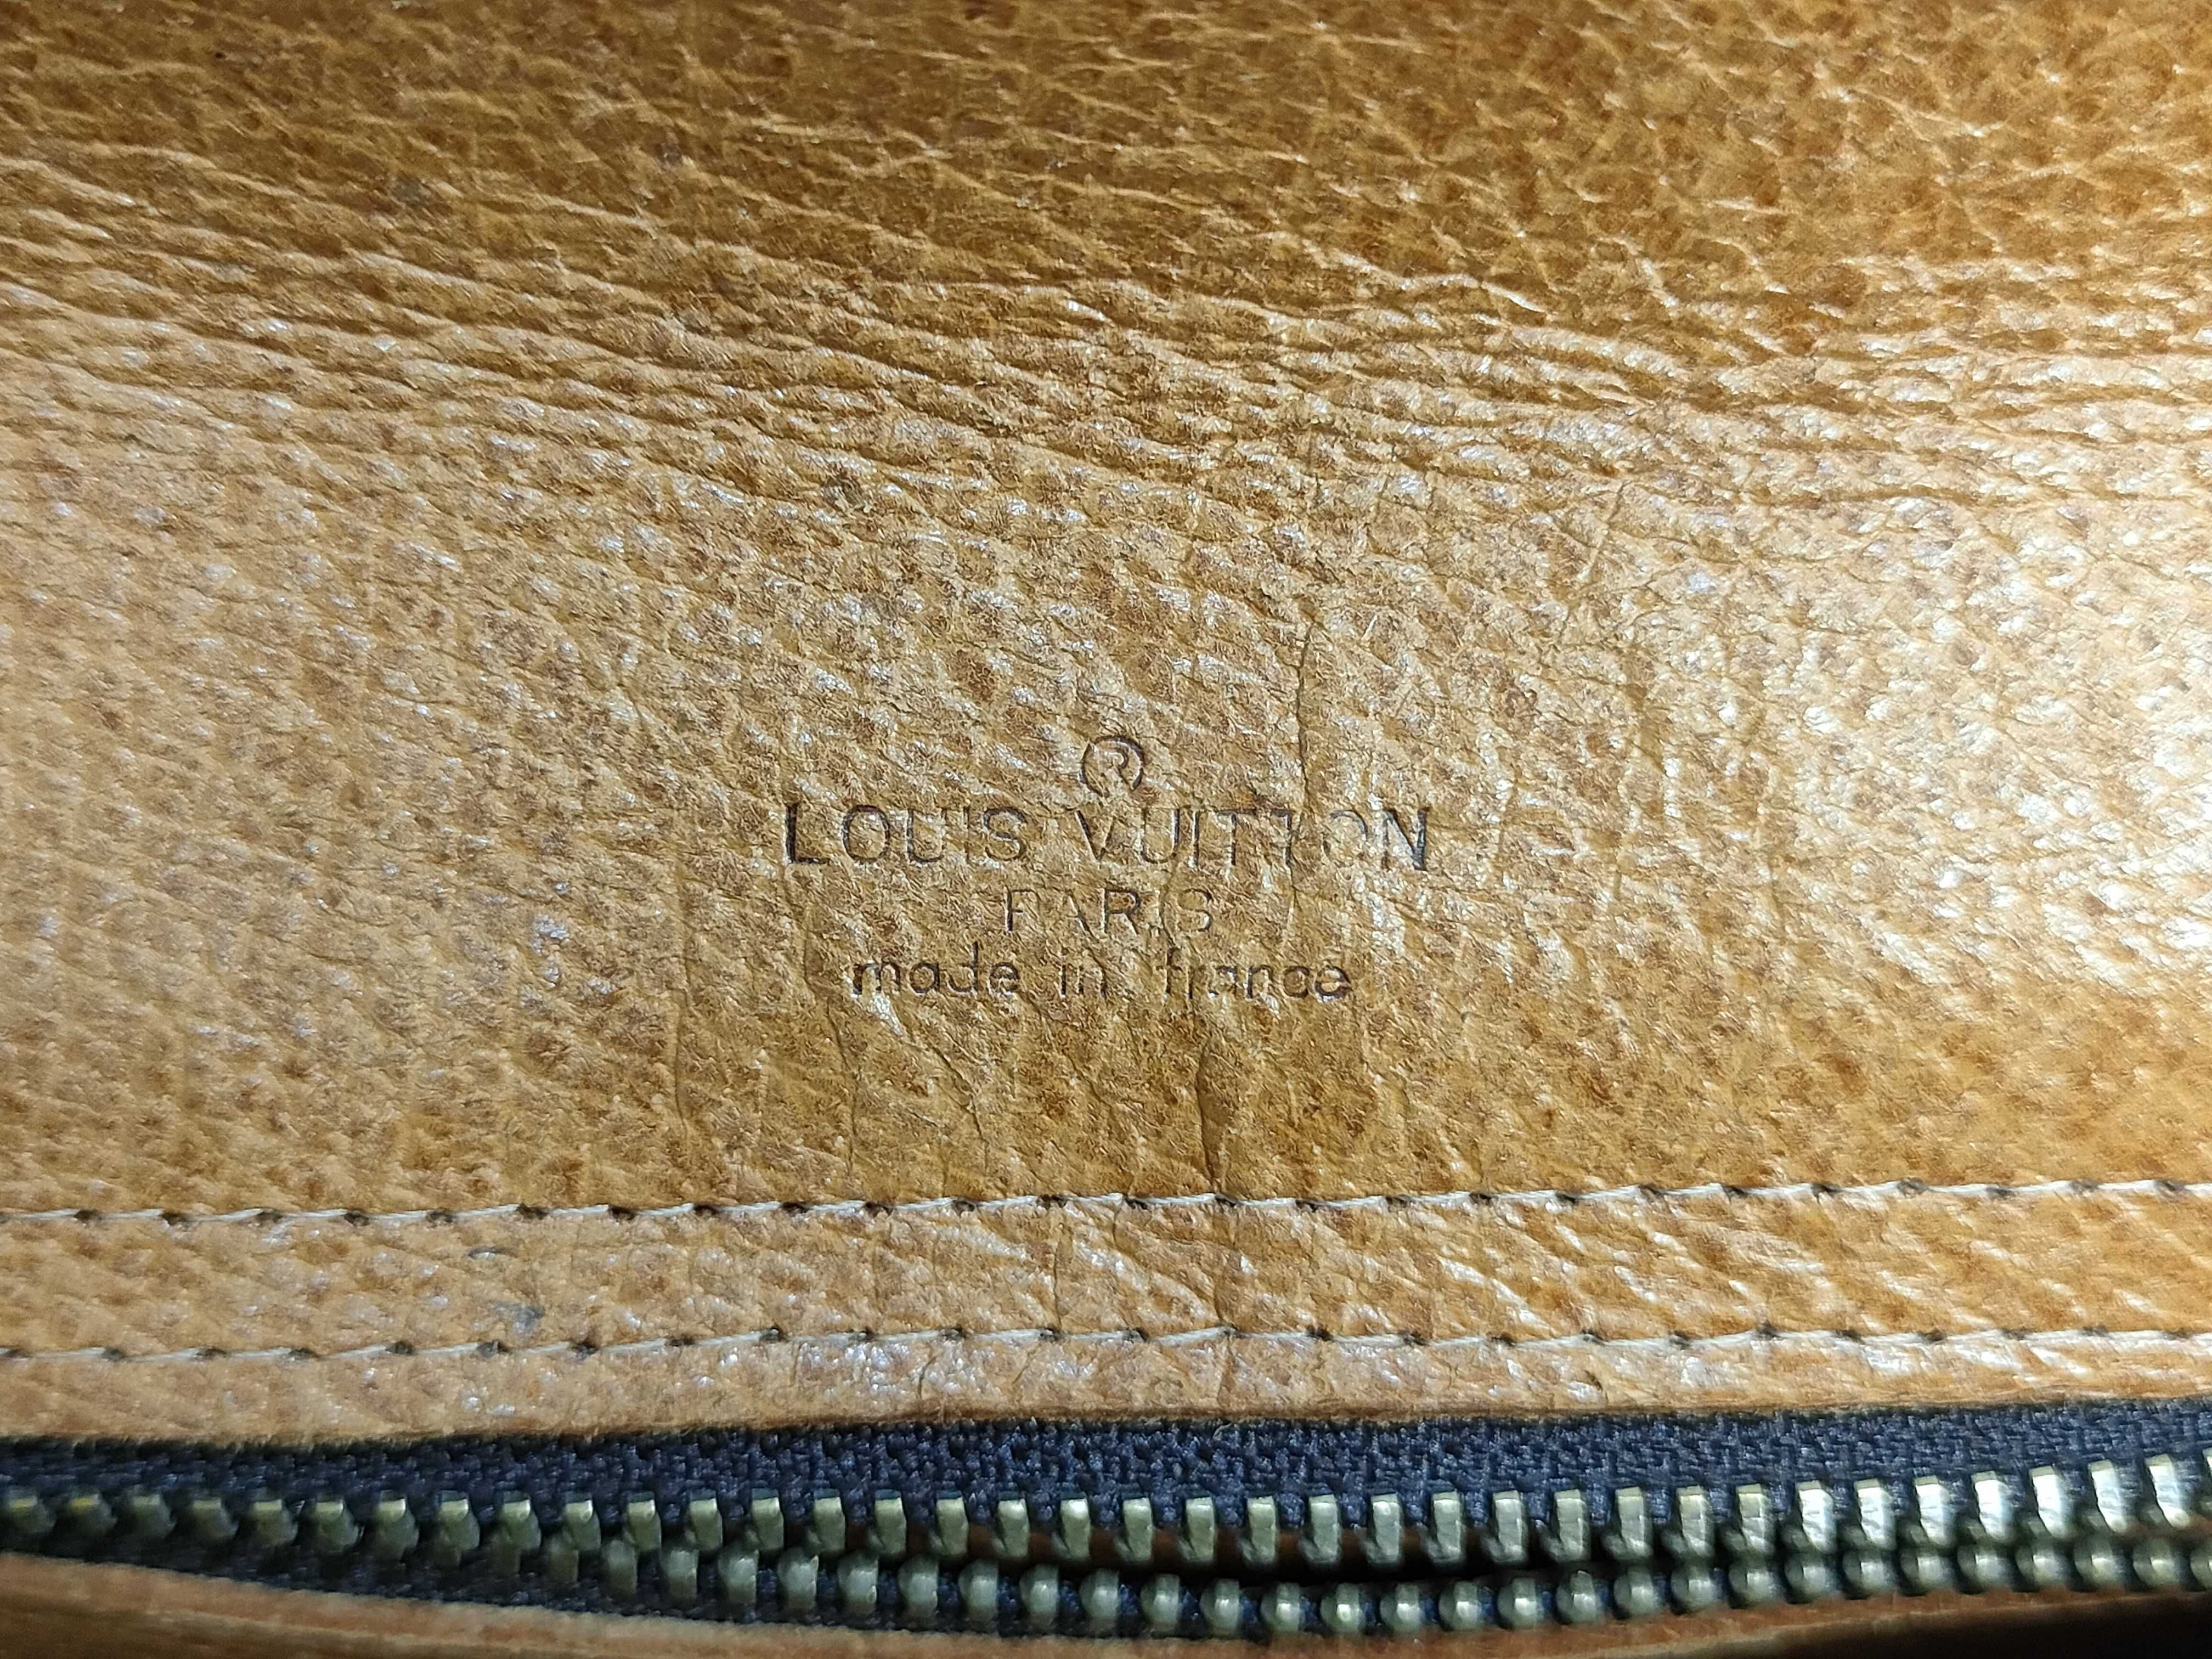 ®
LOUIS VUITTON
PARIS
made in france